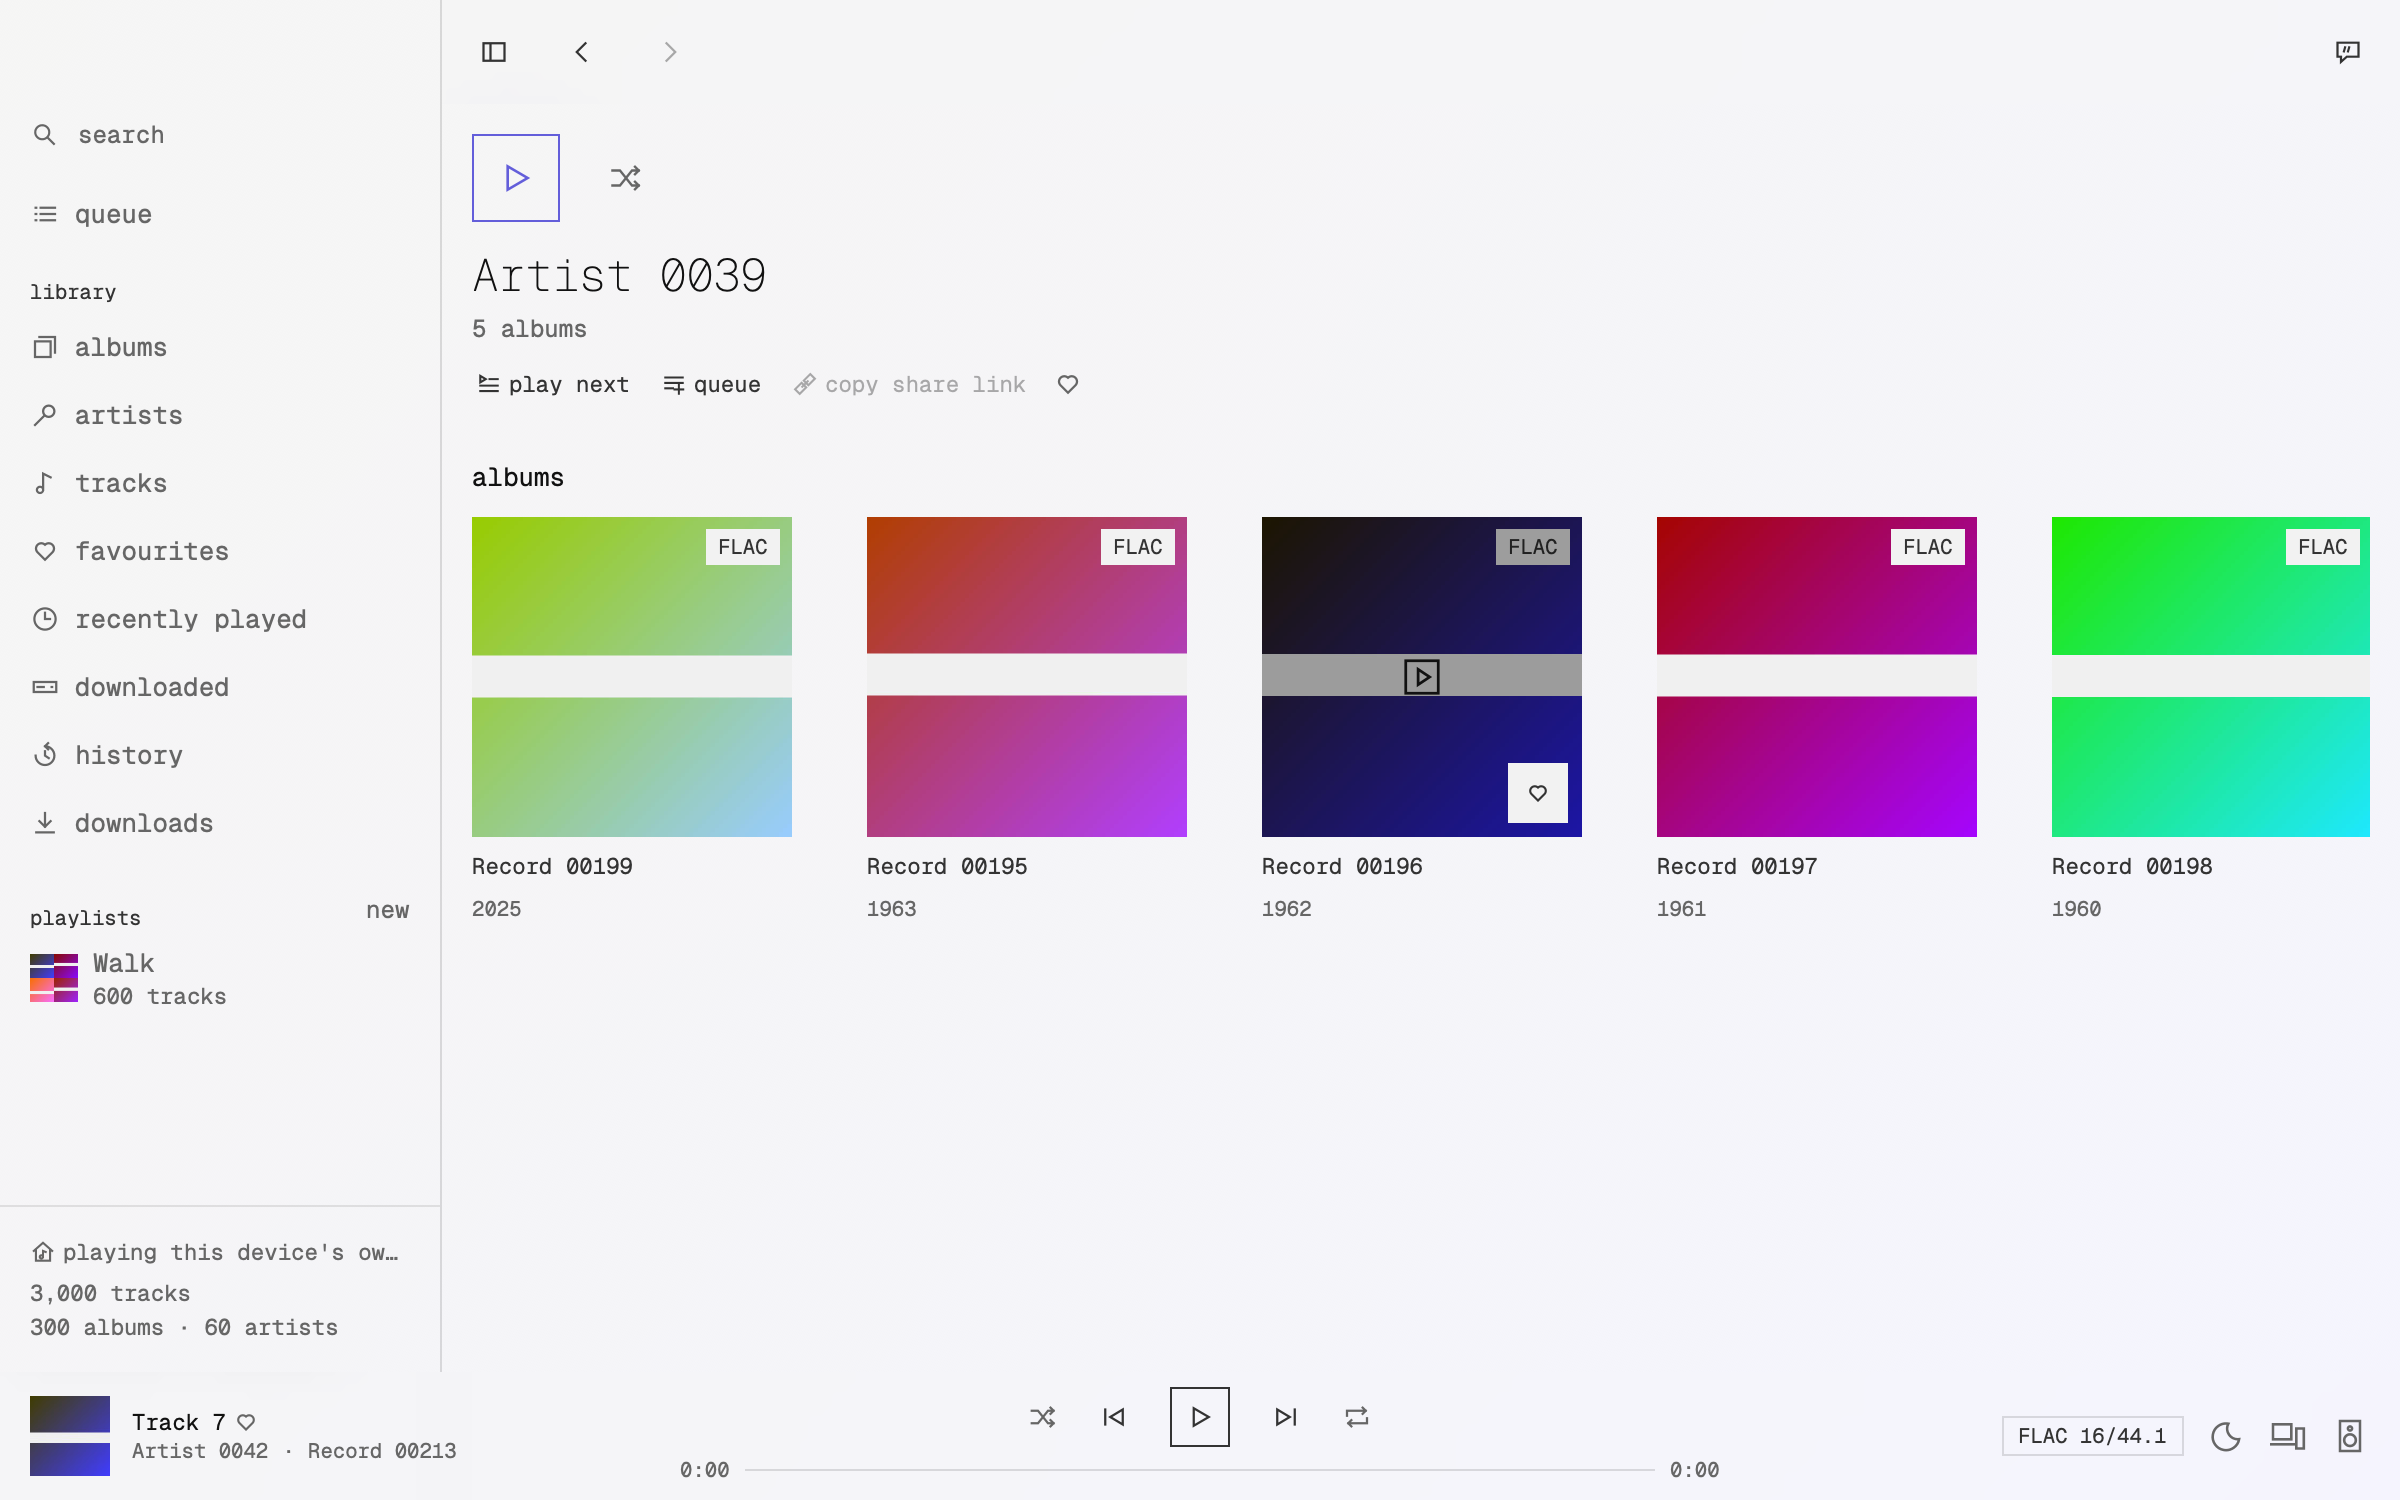 search
queue
library
albums
artists
tracks
favourites
recently played
downloaded
history
downloads
playlists
new
Walk
600 tracks
playing this device's ow…
3,000 tracks
300 albums · 60 artists
Artist 0039
5 albums
play next
queue
copy share link
albums
FLAC
FLAC
FLAC
FLAC
FLAC
Record 00199
2025
Record 00195
1963
Record 00196
1962
Record 00197
1961
Record 00198
1960
Track 7
Artist 0042 · Record 00213
0:00
0:00
FLAC 16/44.1